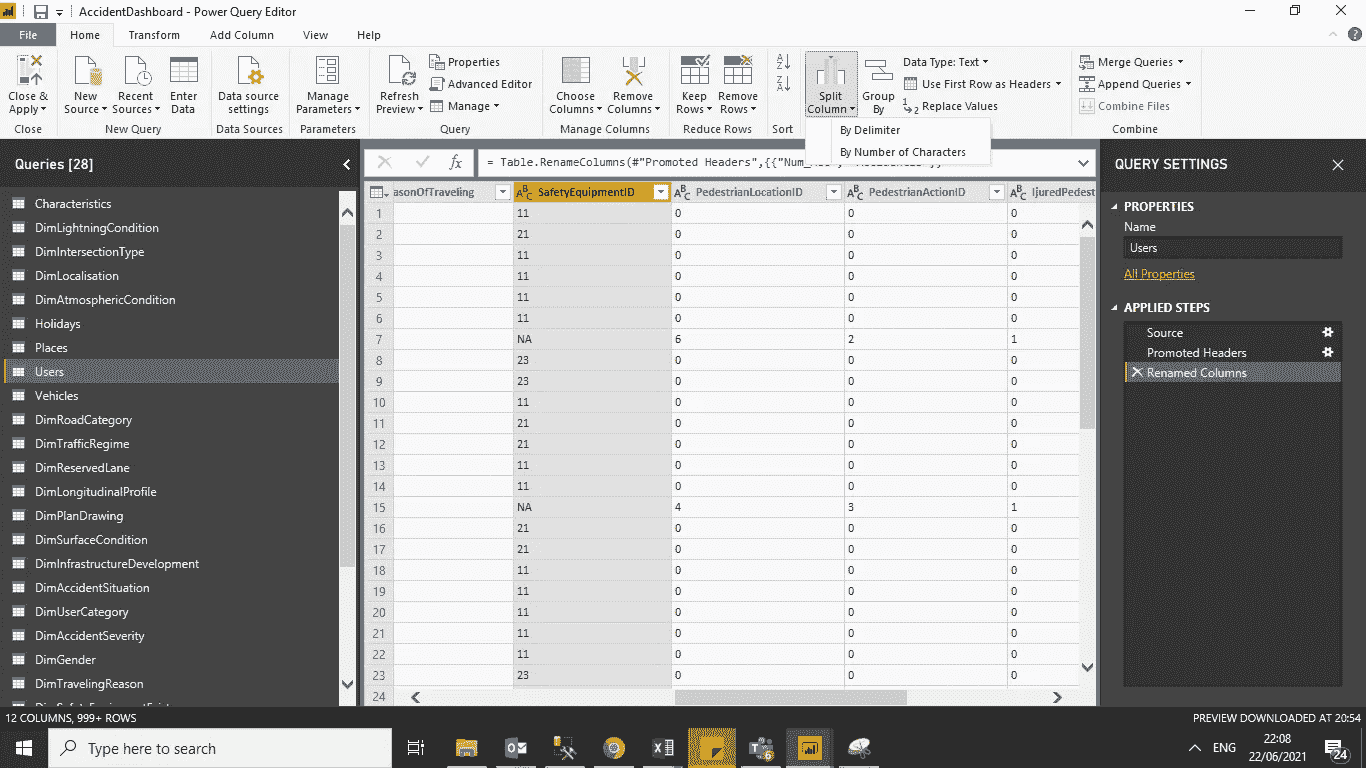 AccidentDashboard - Power Query Editor
File Home Transform Add Column View Help
Close & Apply
New Source
Recent Sources
Enter Data
Data source settings
Manage Parameters
Refresh Preview
Properties
Advanced Editor
Manage
Choose Columns
Remove Columns
Keep Rows
Remove Rows
Split Column
Group By
Data Type: Text
Use First Row as Headers
Replace Values
Merge Queries
Append Queries
Combine Files
Close New Query Data Sources Parameters Query Manage Columns Reduce Rows Sort Combine
By Delimiter
By Number of Characters
Queries [28]
Characteristics
DimLightningCondition
DimIntersectionType
DimLocalisation
DimAtmosphericCondition
Holidays
Places
Users
Vehicles
DimRoadCategory
DimTrafficRegime
DimReservedLane
DimLongitudinalProfile
DimPlanDrawing
DimSurfaceCondition
DimInfrastructureDevelopment
DimAccidentSituation
DimUserCategory
DimAccidentSeverity
DimGender
DimTravelingReason
fx = Table.RenameColumns(#"Promoted Headers",{{"Num_
asonOfTraveling ABC SafetyEquipmentID ABC PedestrianLocationID ABC PedestrianActionID ABC IjuredPedest
1 11 0 0 0
2 21 0 0 0
3 11 0 0 0
4 11 0 0 0
5 11 0 0 0
6 11 0 0 0
7 NA 6 2 1
8 23 0 0 0
9 23 0 0 0
10 11 0 0 0
11 21 0 0 0
12 21 0 0 0
13 11 0 0 0
14 11 0 0 0
15 NA 4 3 1
16 21 0 0 0
17 21 0 0 0
18 11 0 0 0
19 11 0 0 0
20 11 0 0 0
21 11 0 0 0
22 11 0 0 0
23 23 0 0 0
24
QUERY SETTINGS
PROPERTIES
Name
Users
All Properties
APPLIED STEPS
Source
Promoted Headers
Renamed Columns
12 COLUMNS, 999+ ROWS
PREVIEW DOWNLOADED AT 20:54
Type here to search
ENG
22:08
22/06/2021
24